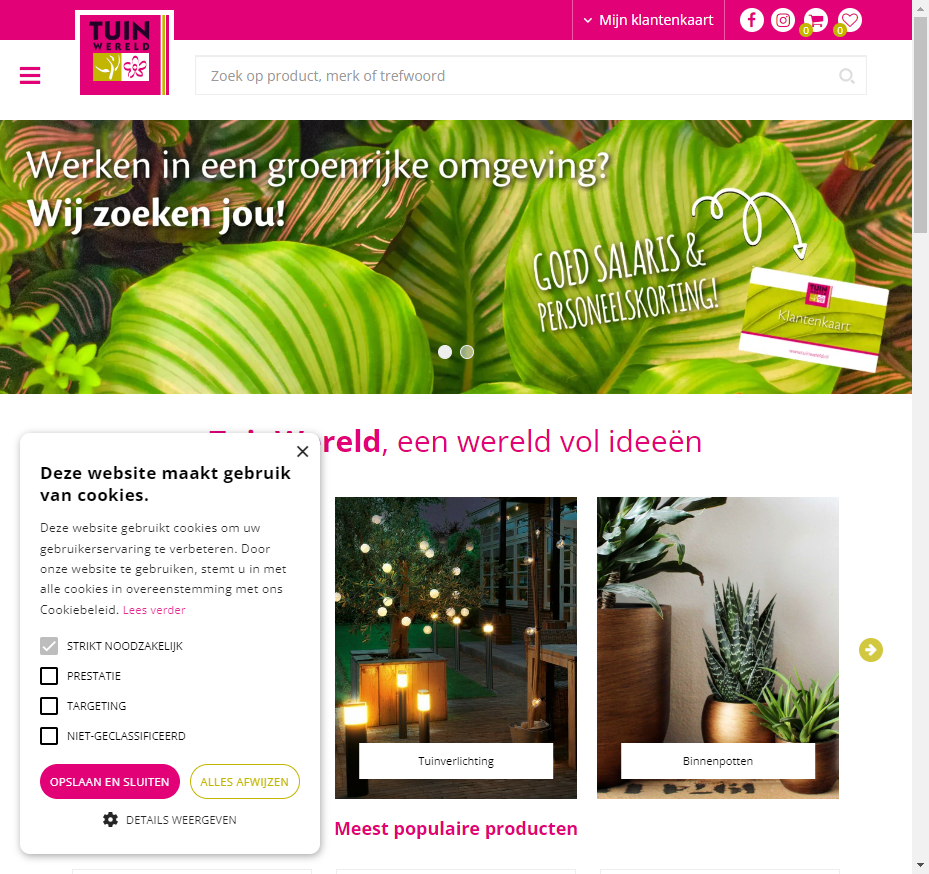 Mijn klantenkaart
0
0
TUIN
WERELD
Zoek op product, merk of trefwoord
Werken in een groenrijke omgeving?
Wij zoeken jou!
GOED SALARIS &
PERSONEELSKORTING!
TUIN
Klantenkaart
TuinWereld, een wereld vol ideeën
×
Deze website maakt gebruik
van cookies.
Deze website gebruikt cookies om uw
gebruikerservaring te verbeteren. Door
onze website te gebruiken, stemt u in met
alle cookies in overeenstemming met ons
Cookiebeleid. Lees verder
STRIKT NOODZAKELIJK
PRESTATIE
TARGETING
NIET-GECLASSIFICEERD
OPSLAAN EN SLUITEN
ALLES AFWIJZEN
DETAILS WEERGEVEN
Tuinverlichting
Binnenpotten
Meest populaire producten